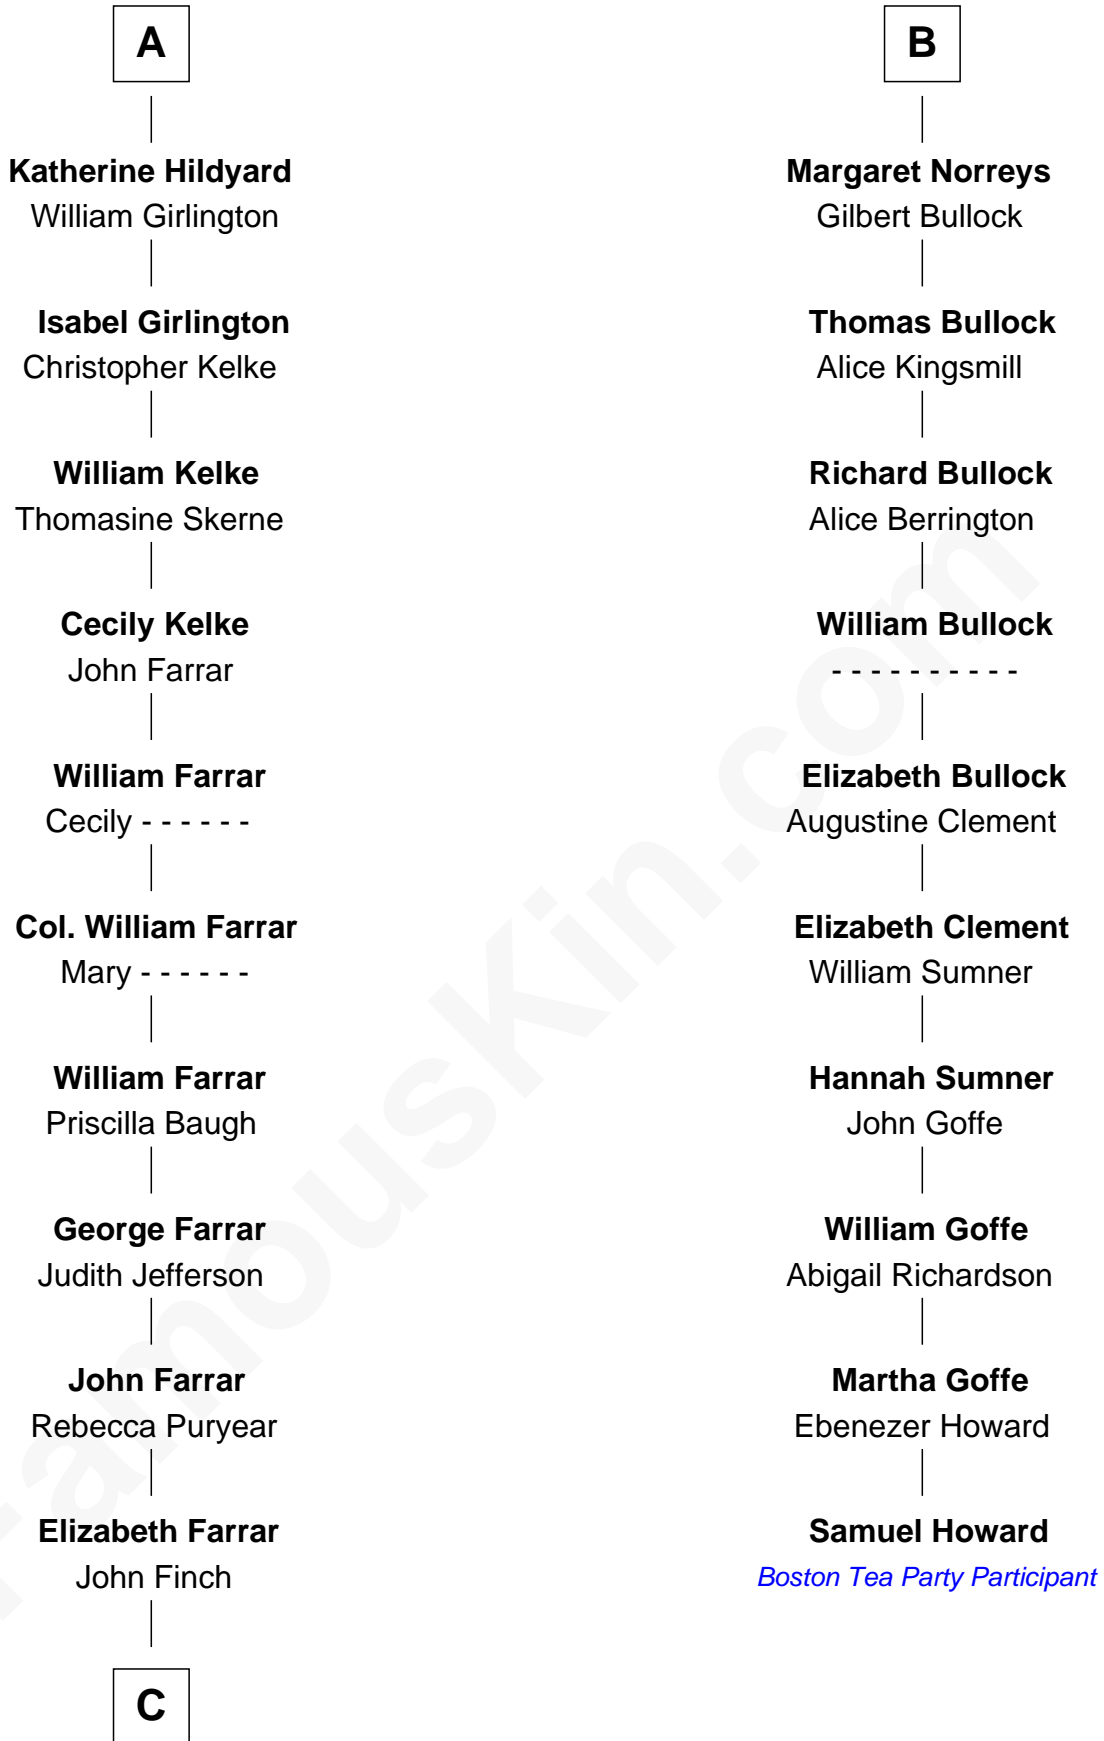 A
Katherine Hildyard
William Girlington
Isabel Girlington
Christopher Kelke
William Kelke
Thomasine Skerne
Cecily Kelke
John Farrar
William Farrar
Cecily - - - - - -
Col. William Farrar
Mary - - - - - -
William Farrar
Priscilla Baugh
George Farrar
Judith Jefferson
John Farrar
Rebecca Puryear
Elizabeth Farrar
John Finch
C
B
Margaret Norreys
Gilbert Bullock
Thomas Bullock
Alice Kingsmill
Richard Bullock
Alice Berrington
William Bullock
- - - - - - - - - -
Elizabeth Bullock
Augustine Clement
Elizabeth Clement
William Sumner
Hannah Sumner
John Goffe
William Goffe
Abigail Richardson
Martha Goffe
Ebenezer Howard
Samuel Howard
Boston Tea Party Participant
FamousKin.com